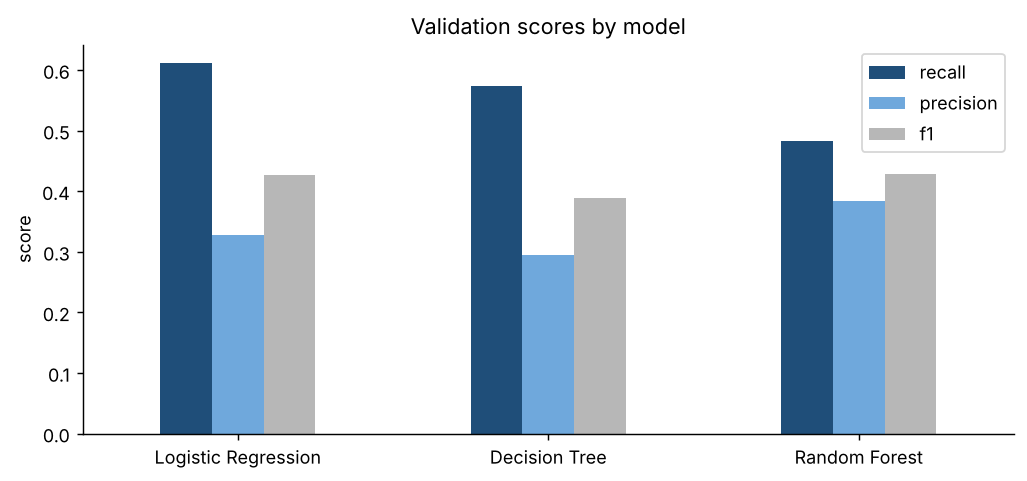 Validation scores by model
score
0.6
0.5
0.4
0.3
0.2
0.1
0.0
recall
precision
f1
Logistic Regression
Decision Tree
Random Forest